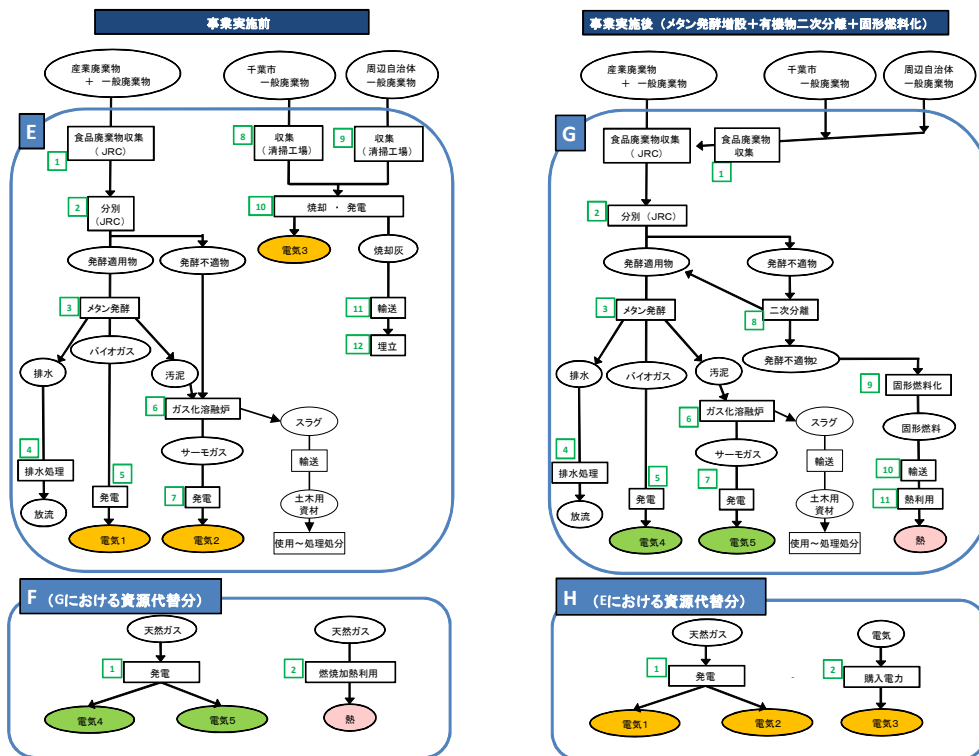 事業実施前
産業廃棄物
＋ 一般廃棄物
千葉市
一般廃棄物
周辺自治体
一般廃棄物
E
1
食品廃棄物収集
（JRC）
8
収集
（清掃工場）
9
収集
（清掃工場）
2
分別
（JRC）
10
焼却 ・ 発電
電気3
焼却灰
発酵適用物
発酵不適物
3
メタン発酵
11
輸送
12
埋立
排水
バイオガス
汚泥
6
ガス化溶融炉
スラグ
4
排水処理
サーモガス
輸送
5
発電
7
発電
土木用
資材
放流
電気1
電気2
使用～処理処分
F （Gにおける資源代替分）
天然ガス
天然ガス
1
発電
2
燃焼加熱利用
電気4
電気5
熱
事業実施後（メタン発酵増設＋有機物二次分離＋固形燃料化）
産業廃棄物
＋ 一般廃棄物
千葉市
一般廃棄物
周辺自治体
一般廃棄物
G
食品廃棄物収集
（JRC）
食品廃棄物
収集
1
2
分別（JRC）
発酵適用物
発酵不適物
3
メタン発酵
8
二次分離
発酵不適物2
排水
バイオガス
汚泥
9
固形燃料化
6
ガス化溶融炉
スラグ
固形燃料
4
排水処理
サーモガス
輸送
10
輸送
5
発電
7
発電
土木用
資材
11
熱利用
放流
電気4
電気5
使用～処理処分
熱
H （Eにおける資源代替分）
天然ガス
電気
1
発電
2
購入電力
電気1
電気2
電気3